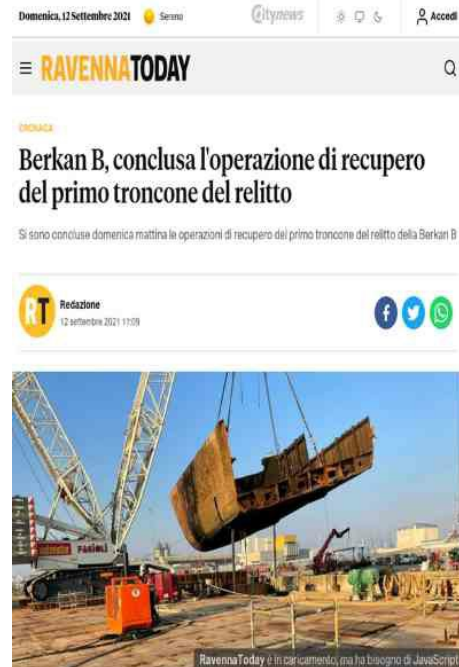 Domenica, 12 Settembre 2021 Sereno Citynews Accedi
RAVENNATODAY
CRONACA
Berkan B, conclusa l'operazione di recupero
del primo troncone del relitto
Si sono concluse domenica mattina le operazioni di recupero del primo troncone del relitto della Berkan B
RT
Redazione
12 settembre 2021 17:09
FAGIOLI
RavennaToday è in caricamento, ma ha bisogno di JavaScript